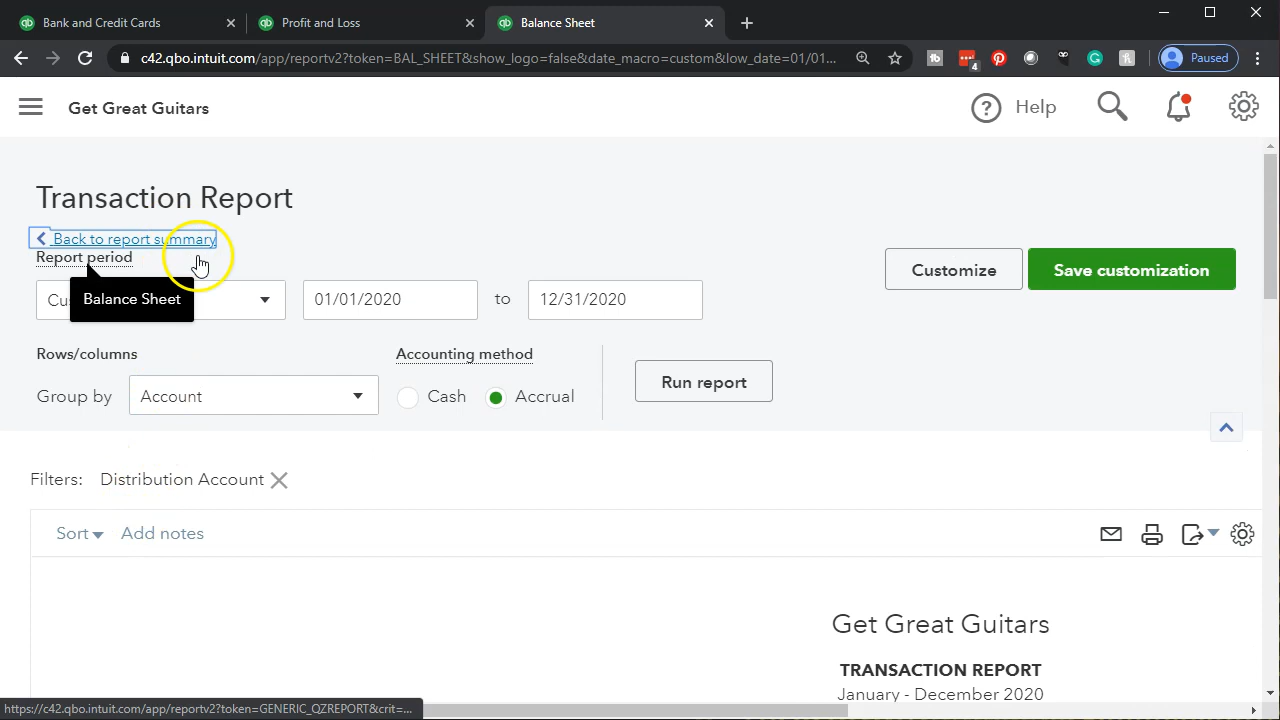 Bank and Credit Cards
Profit and Loss
Balance Sheet
c42.qbo.intuit.com/app/reportv2?token=BAL_SHEET&show_logo=false&date_macro=custom&low_date=01/01...
4
Paused
Get Great Guitars
Help
Transaction Report
Back to report summary
Report period
Customize
Save customization
Cus
Balance Sheet
01/01/2020
to
12/31/2020
Rows/columns
Accounting method
Group by
Account
Cash
Accrual
Run report
Filters:
Distribution Account
Sort
Add notes
Get Great Guitars
TRANSACTION REPORT
January - December 2020
https://c42.qbo.intuit.com/app/reportv2?token=GENERIC_QZREPORT&crit=...